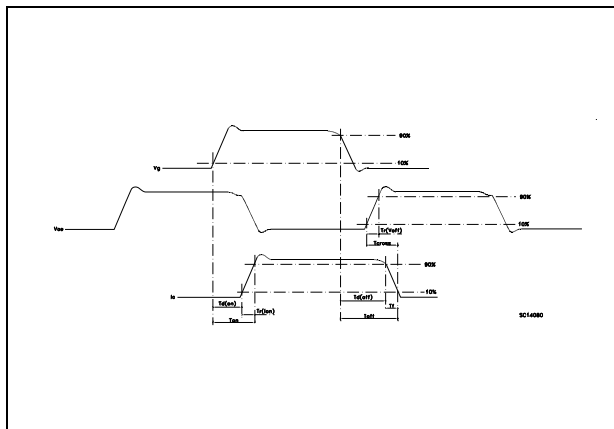 90%
Vg
10%
90%
Vce
10%
Tr(Voff)
Tcross
90%
Ic
10%
Td(on)
Td(off)
Tf
Tr(Ion)
Ton
Toff
SC14080